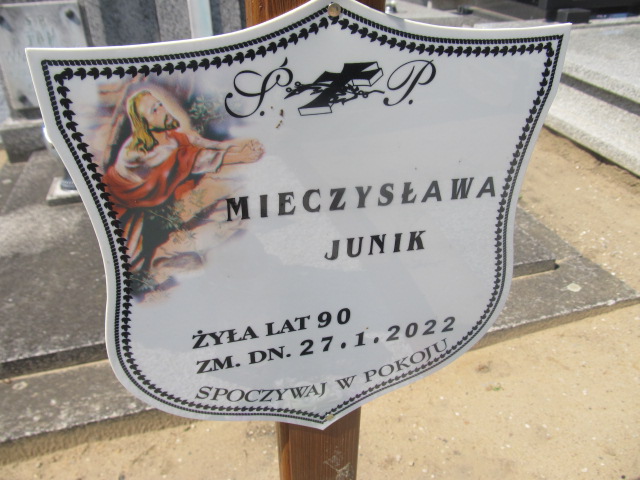 Ś. P.
MIECZYSŁAWA
JUNIK
ŻYŁA LAT 90
ZM. DN. 27.1.2022
SPOCZYWAJ W POKOJU